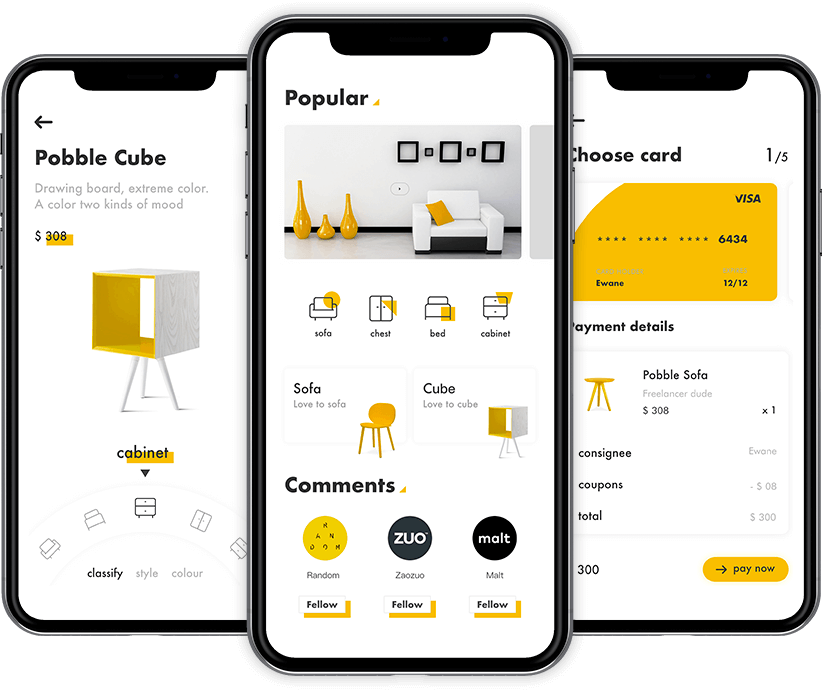 Pobble Cube
Drawing board, extreme color.
A color two kinds of mood
$ 308
cabinet
classify style colour
Popular
sofa chest bed cabinet
Sofa
Love to sofa
Cube
Love to cube
Comments
RANDOM
ZUO
malt
Random Zaozuo Malt
Fellow Fellow Fellow
Choose card
1/5
VISA
**** **** **** 6434
Ewane 12/12
Payment details
Pobble Sofa
Freelancer dude
$ 308 x 1
consignee Ewane
coupons - $ 08
total $ 300
300
pay now